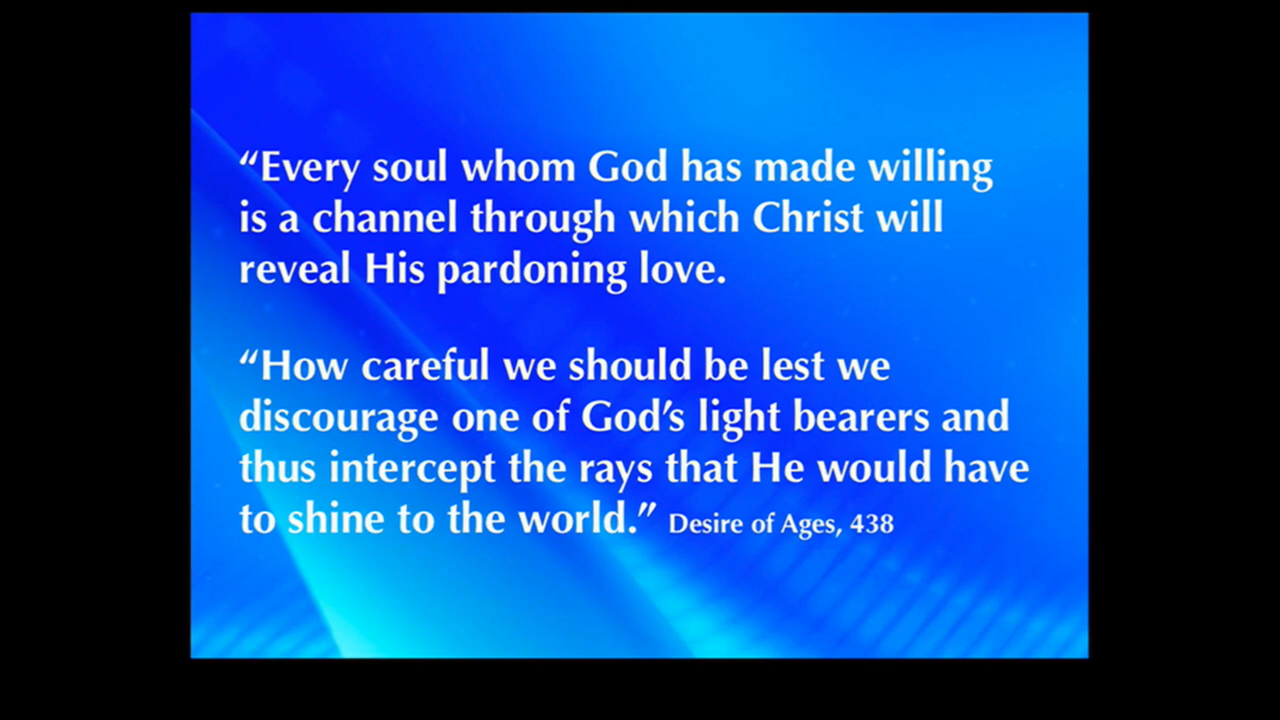 “Every soul whom God has made willing
is a channel through which Christ will
reveal His pardoning love.
“How careful we should be lest we
discourage one of God’s light bearers and
thus intercept the rays that He would have
to shine to the world.” Desire of Ages, 438